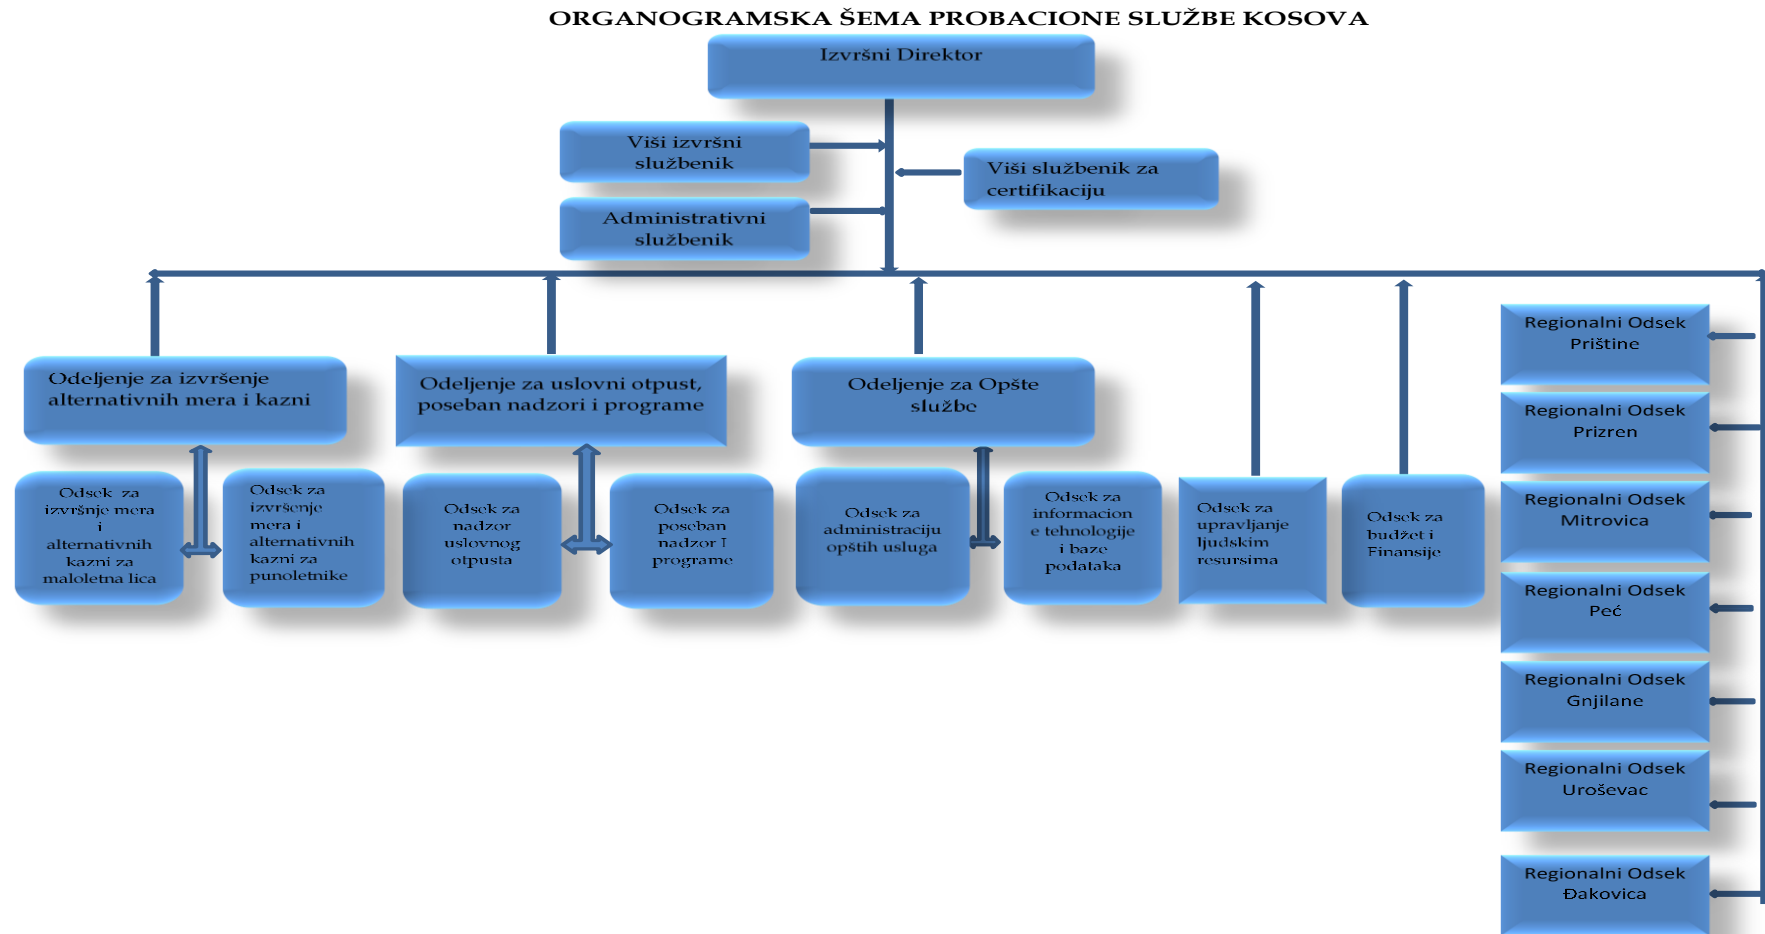 ORGANOGRAMSKA ŠEMA PROBACIONE SLUŽBE KOSOVA
Izvršni Direktor
Viši izvršni
službenik
Viši službenik za
certifikaciju
Administrativni
službenik
Odeljenje za izvršenje
alternativnih mera i kazni
Odeljenje za uslovni otpust,
poseban nadzori i programe
Odeljenje za Opšte
službe
Odsek za
izvršnje mera
i
alternativnih
kazni za
maloletna lica
Odsek za
izvršenje
mera i
alternativnih
kazni za
punoletnike
Odsek za
nadzor
uslovnog
otpusta
Odsek za
poseban
nadzor I
programe
Odsek za
administraciju
opštih usluga
Odsek za
informacion
e tehnologije
i baze
podataka
Odsek za
upravljanje
ljudskim
resursima
Odsek za
budžet i
Finansije
Regionalni Odsek
Prištine
Regionalni Odsek
Prizren
Regionalni Odsek
Mitrovica
Regionalni Odsek
Peć
Regionalni Odsek
Gnjilane
Regionalni Odsek
Uroševac
Regionalni Odsek
Đakovica